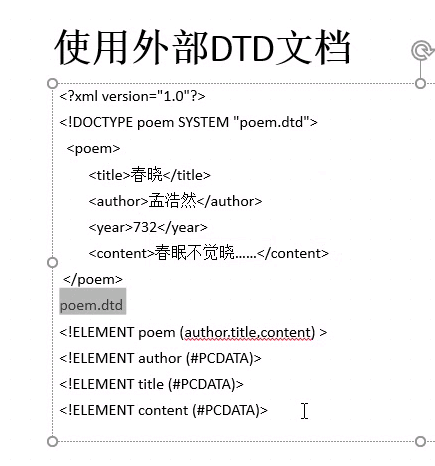 使用外部DTD文档
<?xml version="1.0"?>
<!DOCTYPE poem SYSTEM "poem.dtd">
<poem>
<title>春晓</title>
<author>孟浩然</author>
<year>732</year>
<content>春眠不觉晓……</content>
</poem>
poem.dtd
<!ELEMENT poem (author,title,content) >
<!ELEMENT author (#PCDATA)>
<!ELEMENT title (#PCDATA)>
<!ELEMENT content (#PCDATA)>